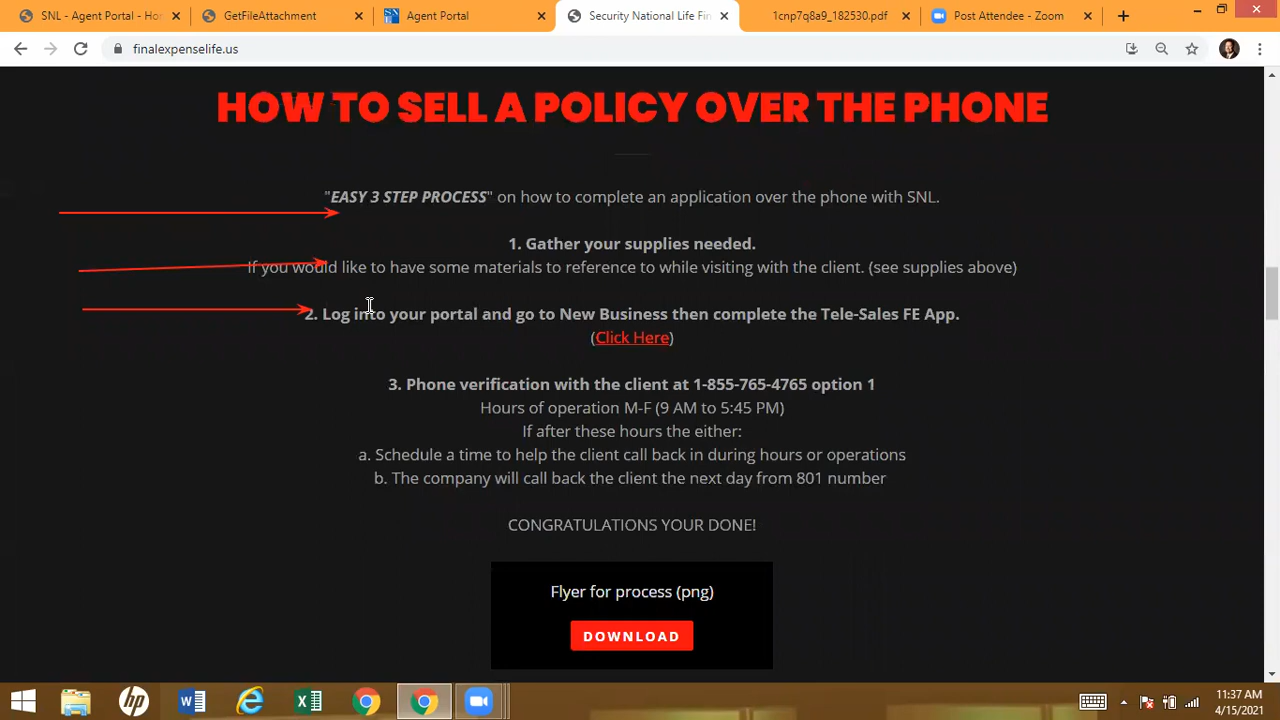 SNL - Agent Portal - Ho
GetFileAttachment
Agent Portal
Security National Life Fin
1cnp7q8a9_182530.pdf
Post Attendee - Zoom
finalexpenselife.us
HOW TO SELL A POLICY OVER THE PHONE
"EASY 3 STEP PROCESS" on how to complete an application over the phone with SNL.
1. Gather your supplies needed.
If you would like to have some materials to reference to while visiting with the client. (see supplies above)
2. Log into your portal and go to New Business then complete the Tele-Sales FE App.
(Click Here)
3. Phone verification with the client at 1-855-765-4765 option 1
Hours of operation M-F (9 AM to 5:45 PM)
If after these hours the either:
a. Schedule a time to help the client call back in during hours or operations
b. The company will call back the client the next day from 801 number
CONGRATULATIONS YOUR DONE!
Flyer for process (png)
DOWNLOAD
11:37 AM
4/15/2021